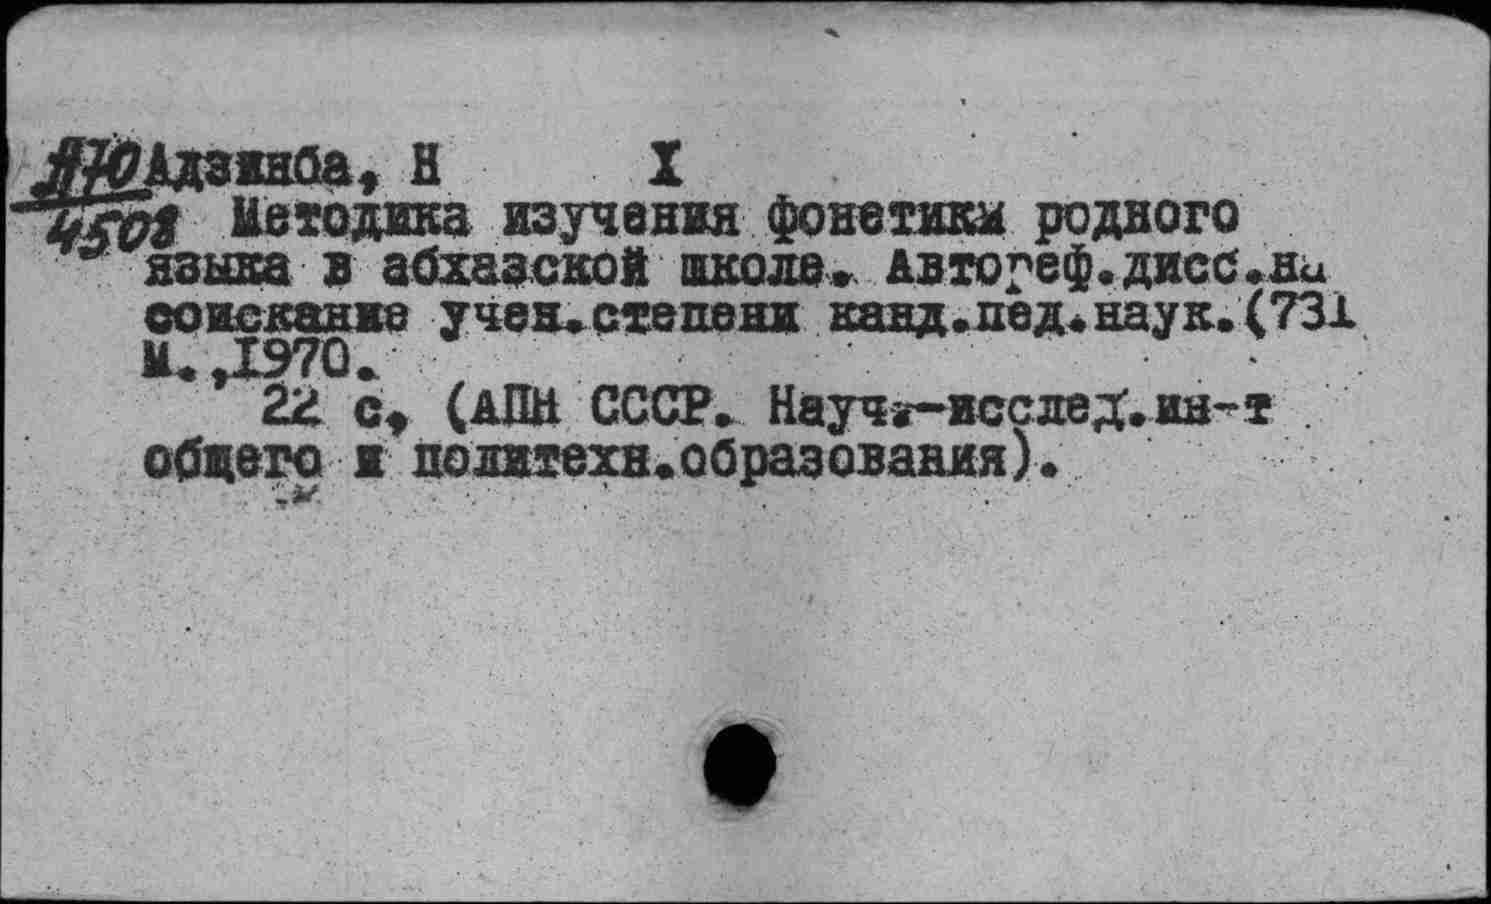 Адзинба, Н I
4508 Методика изучения фонетики родного
языка в абхазской школе. Автореф.дисс.на
соискание учен.степени канд.пед.наук.(731
М.,1970.
22 с, (АПН СССР. Науч.-исслед.ин-т
общего и политехн.образования).